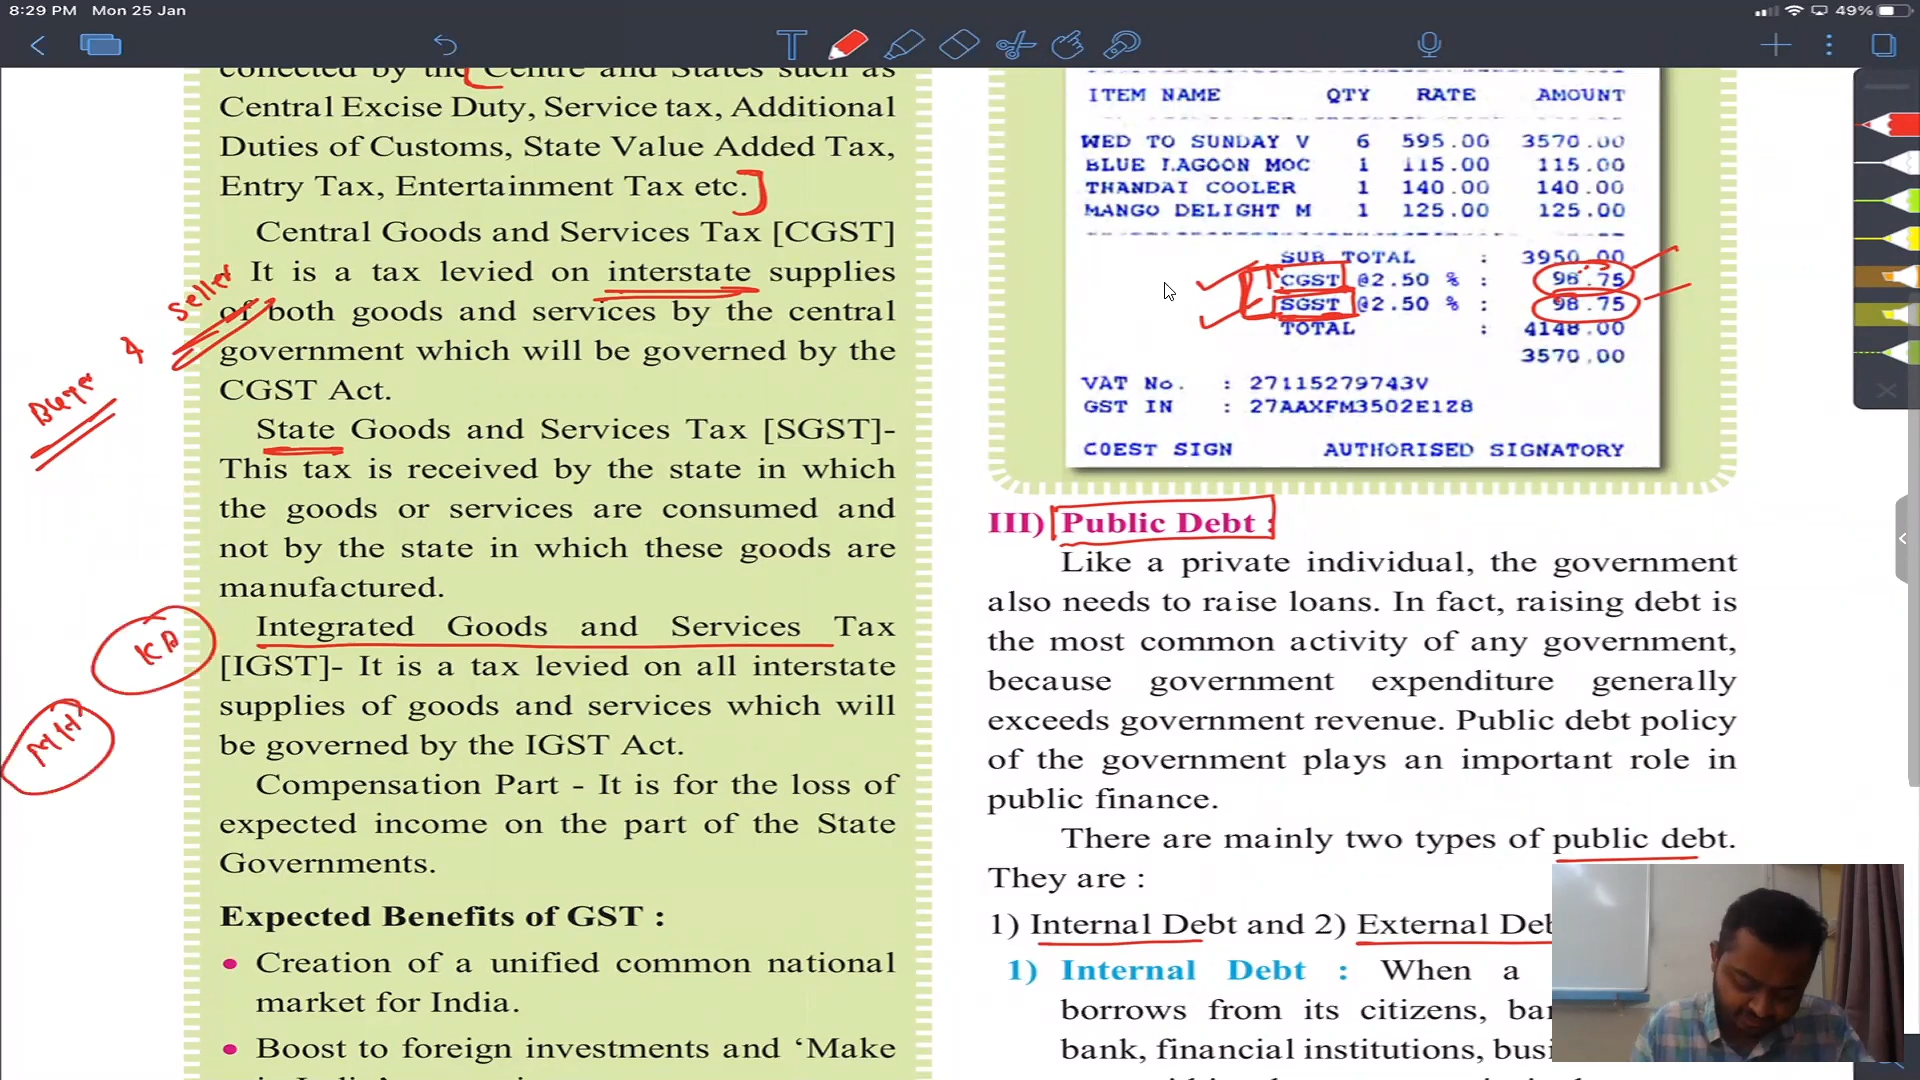 8:29 PM Mon 25 Jan
49%
collected by the Centre and States such as
Central Excise Duty, Service tax, Additional
Duties of Customs, State Value Added Tax,
Entry Tax, Entertainment Tax etc.
Central Goods and Services Tax [CGST]
It is a tax levied on interstate supplies
of both goods and services by the central
government which will be governed by the
CGST Act.
State Goods and Services Tax [SGST]-
This tax is received by the state in which
the goods or services are consumed and
not by the state in which these goods are
manufactured.
Integrated Goods and Services Tax
[IGST]- It is a tax levied on all interstate
supplies of goods and services which will
be governed by the IGST Act.
Compensation Part - It is for the loss of
expected income on the part of the State
Governments.
Expected Benefits of GST :
• Creation of a unified common national
market for India.
• Boost to foreign investments and ‘Make
Buyer & Seller
KA
MH
ITEM NAME QTY RATE AMOUNT
WED TO SUNDAY V 6 595.00 3570.00
BLUE LAGOON MOC 1 115.00 115.00
THANDAI COOLER 1 140.00 140.00
MANGO DELIGHT M 1 125.00 125.00
SUB TOTAL : 3950.00
CGST @2.50 % : 98.75
SGST @2.50 % : 98.75
TOTAL : 4148.00
3570.00
VAT No. : 27115279743V
GST IN : 27AAXFM3502E1Z8
COEST SIGN AUTHORISED SIGNATORY
III) Public Debt :
Like a private individual, the government
also needs to raise loans. In fact, raising debt is
the most common activity of any government,
because government expenditure generally
exceeds government revenue. Public debt policy
of the government plays an important role in
public finance.
There are mainly two types of public debt.
They are :
1) Internal Debt and 2) External Deb
1) Internal Debt : When a
borrows from its citizens,
bank, financial institutions,